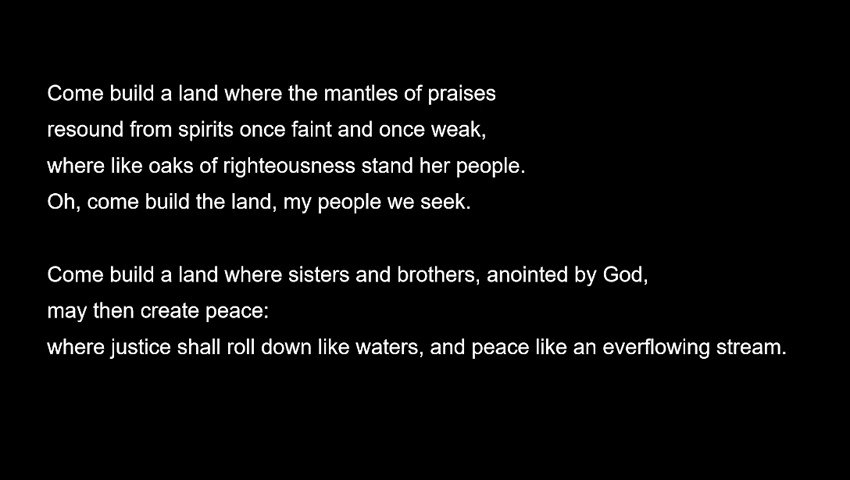 Come build a land where the mantles of praises
resound from spirits once faint and once weak,
where like oaks of righteousness stand her people.
Oh, come build the land, my people we seek.
Come build a land where sisters and brothers, anointed by God,
may then create peace:
where justice shall roll down like waters, and peace like an everflowing stream.